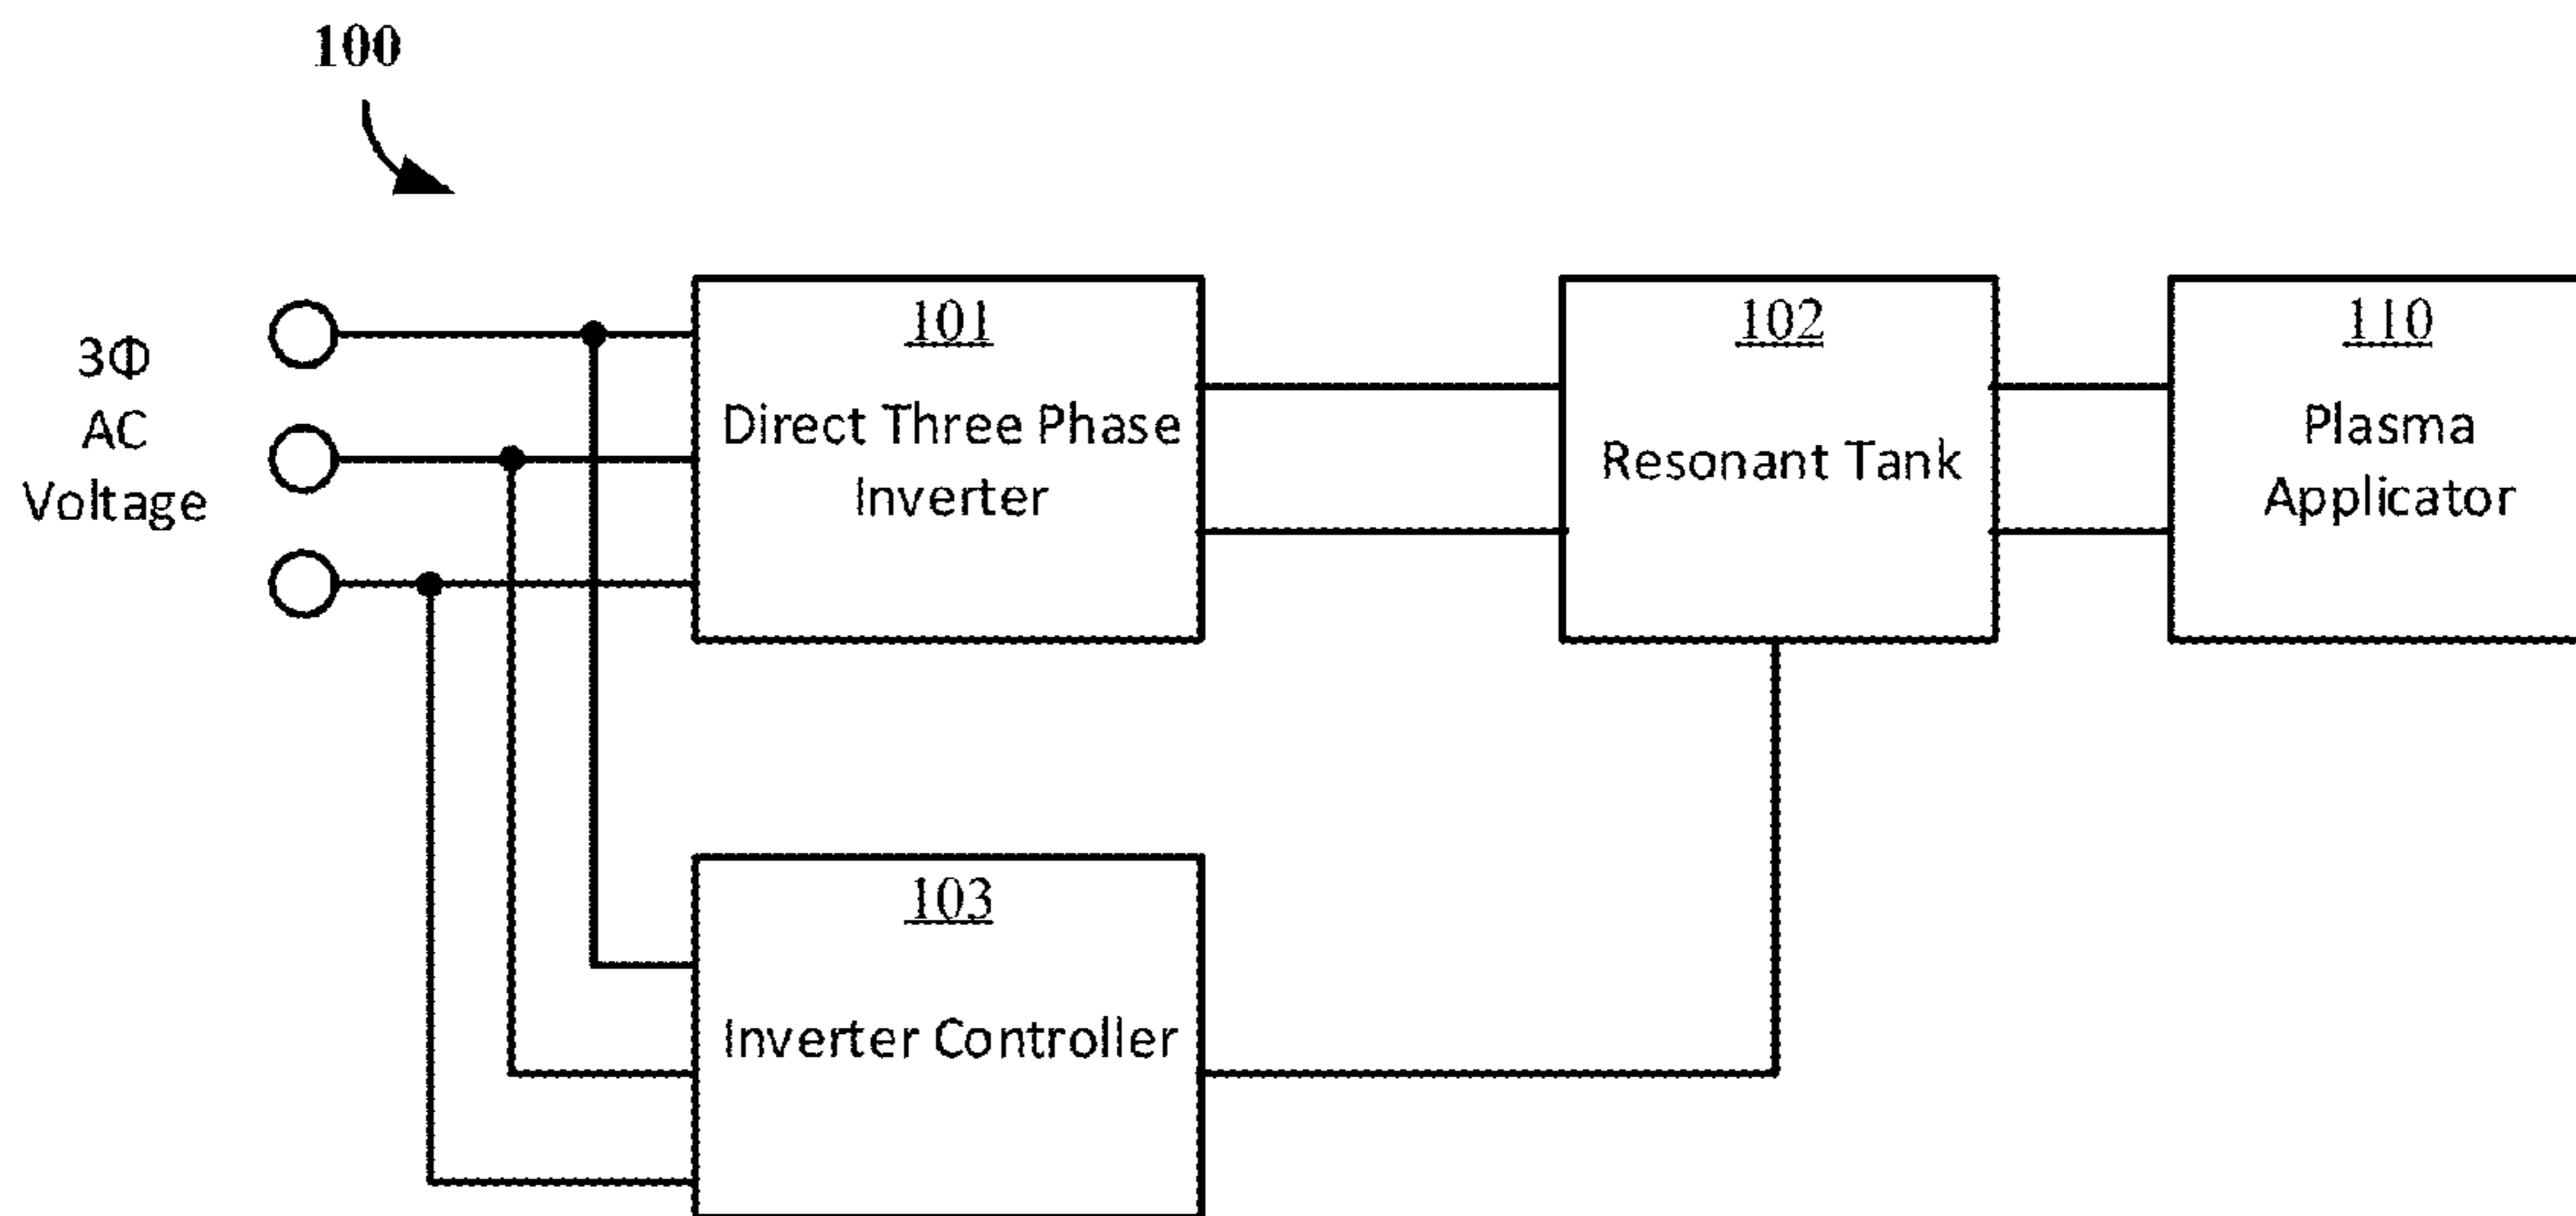 100
3Φ
AC
Voltage
101
Direct Three Phase
Inverter
102
Resonant Tank
110
Plasma
Applicator
103
Inverter Controller